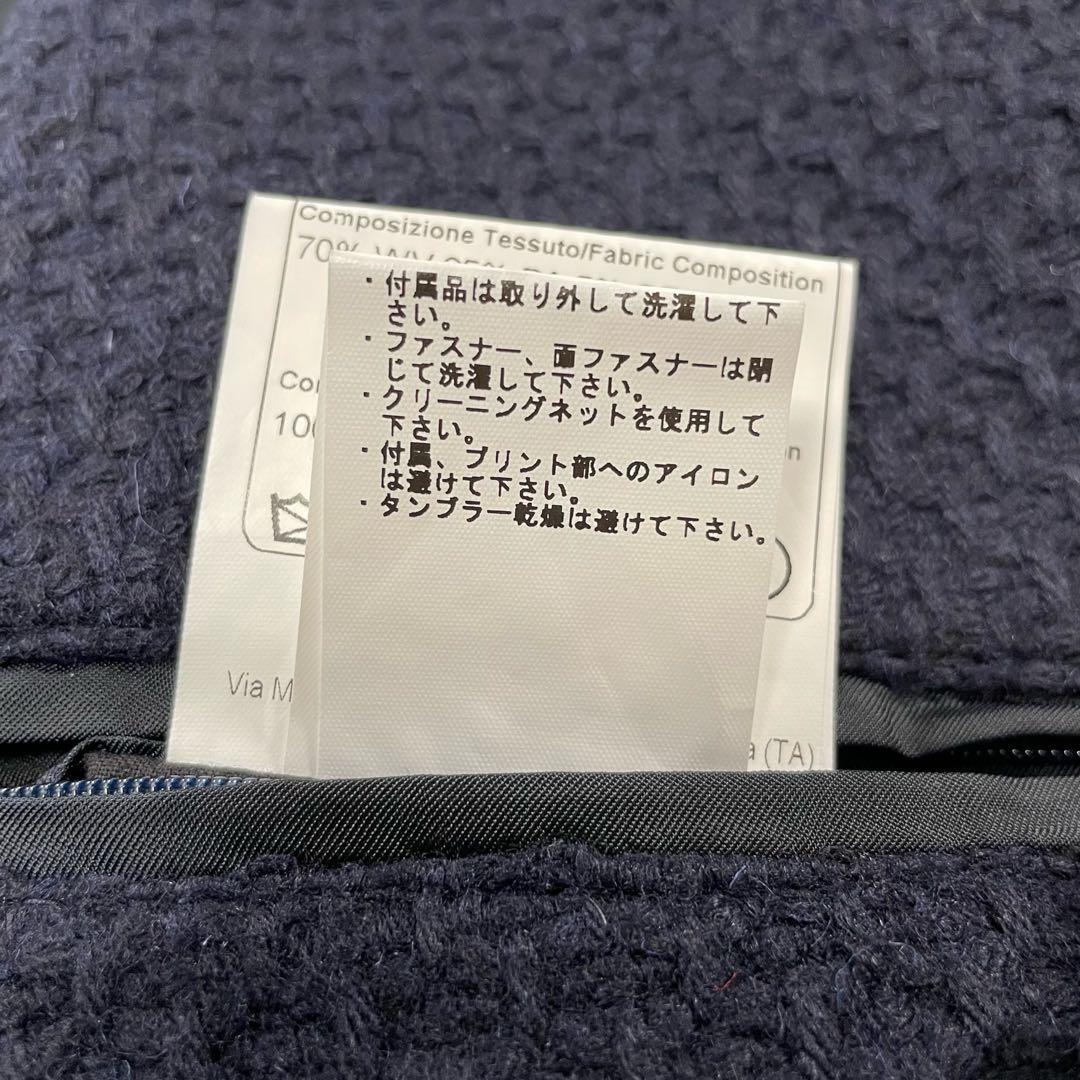 Composizione Tessuto/Fabric Composition
70% WV
・付属品は取り外して洗濯して下
さい。
・ファスナー、面ファスナーは閉
じて洗濯して下さい。
・クリーニングネットを使用して
下さい。
・付属、プリント部へのアイロン
は避けて下さい。
・タンブラー乾燥は避けて下さい。
Via
(TA)